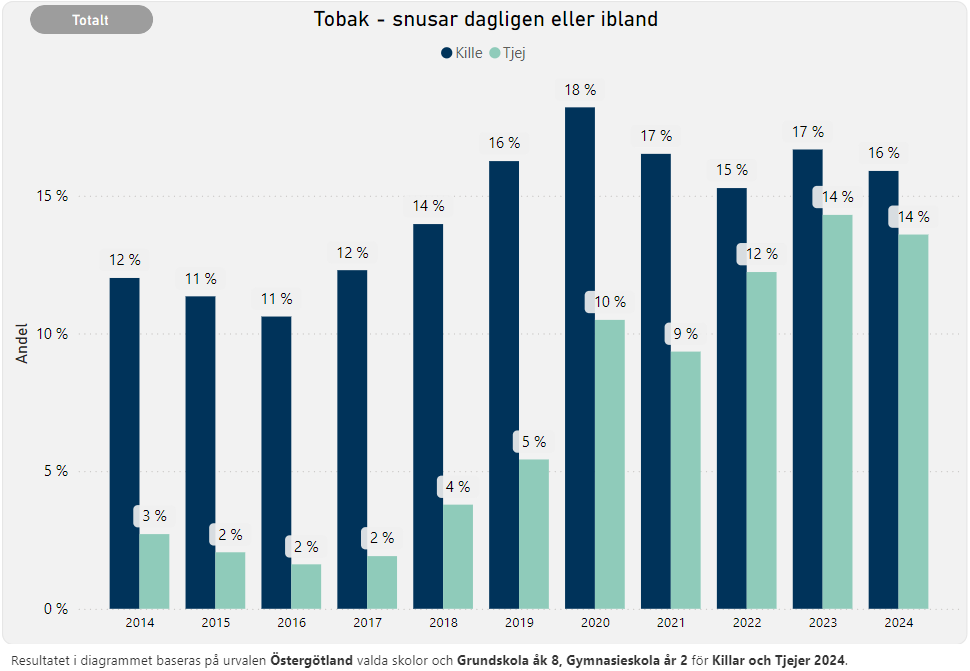 Totalt
Tobak - snusar dagligen eller ibland
Kille Tjej
Andel
15 %
10 %
5 %
0 %
12 % 3 %
11 % 2 %
11 % 2 %
12 % 2 %
14 % 4 %
16 % 5 %
18 % 10 %
17 % 9 %
15 % 12 %
17 % 14 %
16 % 14 %
2014 2015 2016 2017 2018 2019 2020 2021 2022 2023 2024
Resultatet i diagrammet baseras på urvalen Östergötland valda skolor och Grundskola åk 8, Gymnasieskola år 2 för Killar och Tjejer 2024.